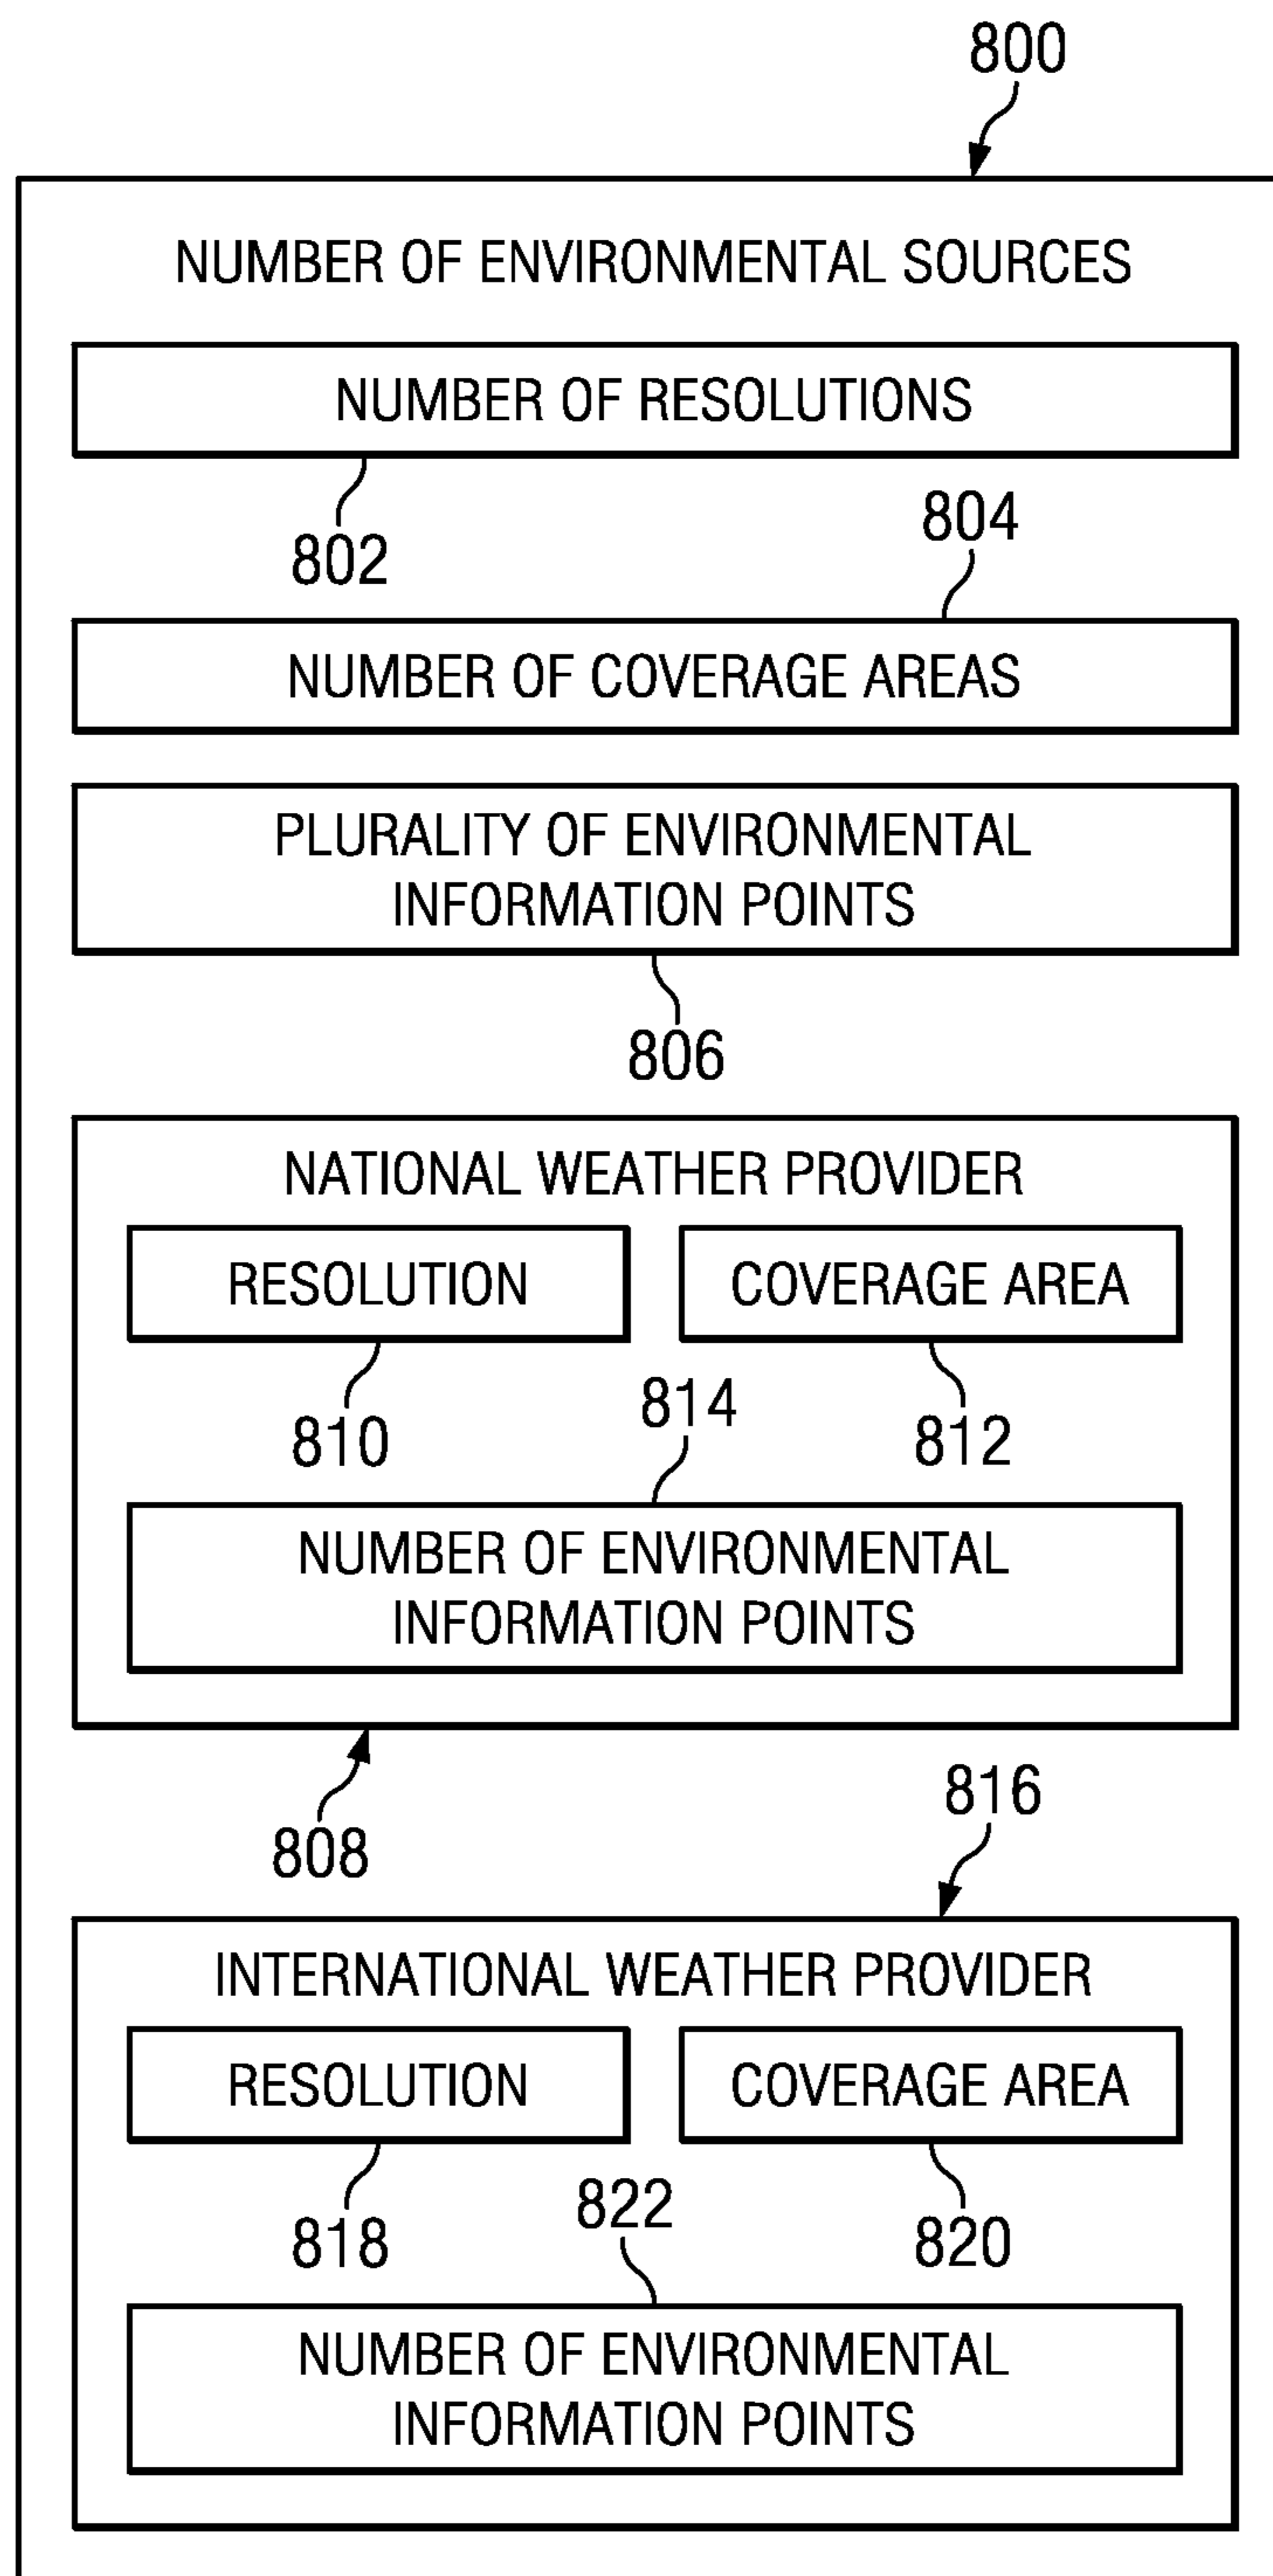 800
NUMBER OF ENVIRONMENTAL SOURCES
NUMBER OF RESOLUTIONS
802
804
NUMBER OF COVERAGE AREAS
PLURALITY OF ENVIRONMENTAL
INFORMATION POINTS
806
NATIONAL WEATHER PROVIDER
RESOLUTION
COVERAGE AREA
810
814
812
NUMBER OF ENVIRONMENTAL
INFORMATION POINTS
808
816
INTERNATIONAL WEATHER PROVIDER
RESOLUTION
COVERAGE AREA
818
822
820
NUMBER OF ENVIRONMENTAL
INFORMATION POINTS